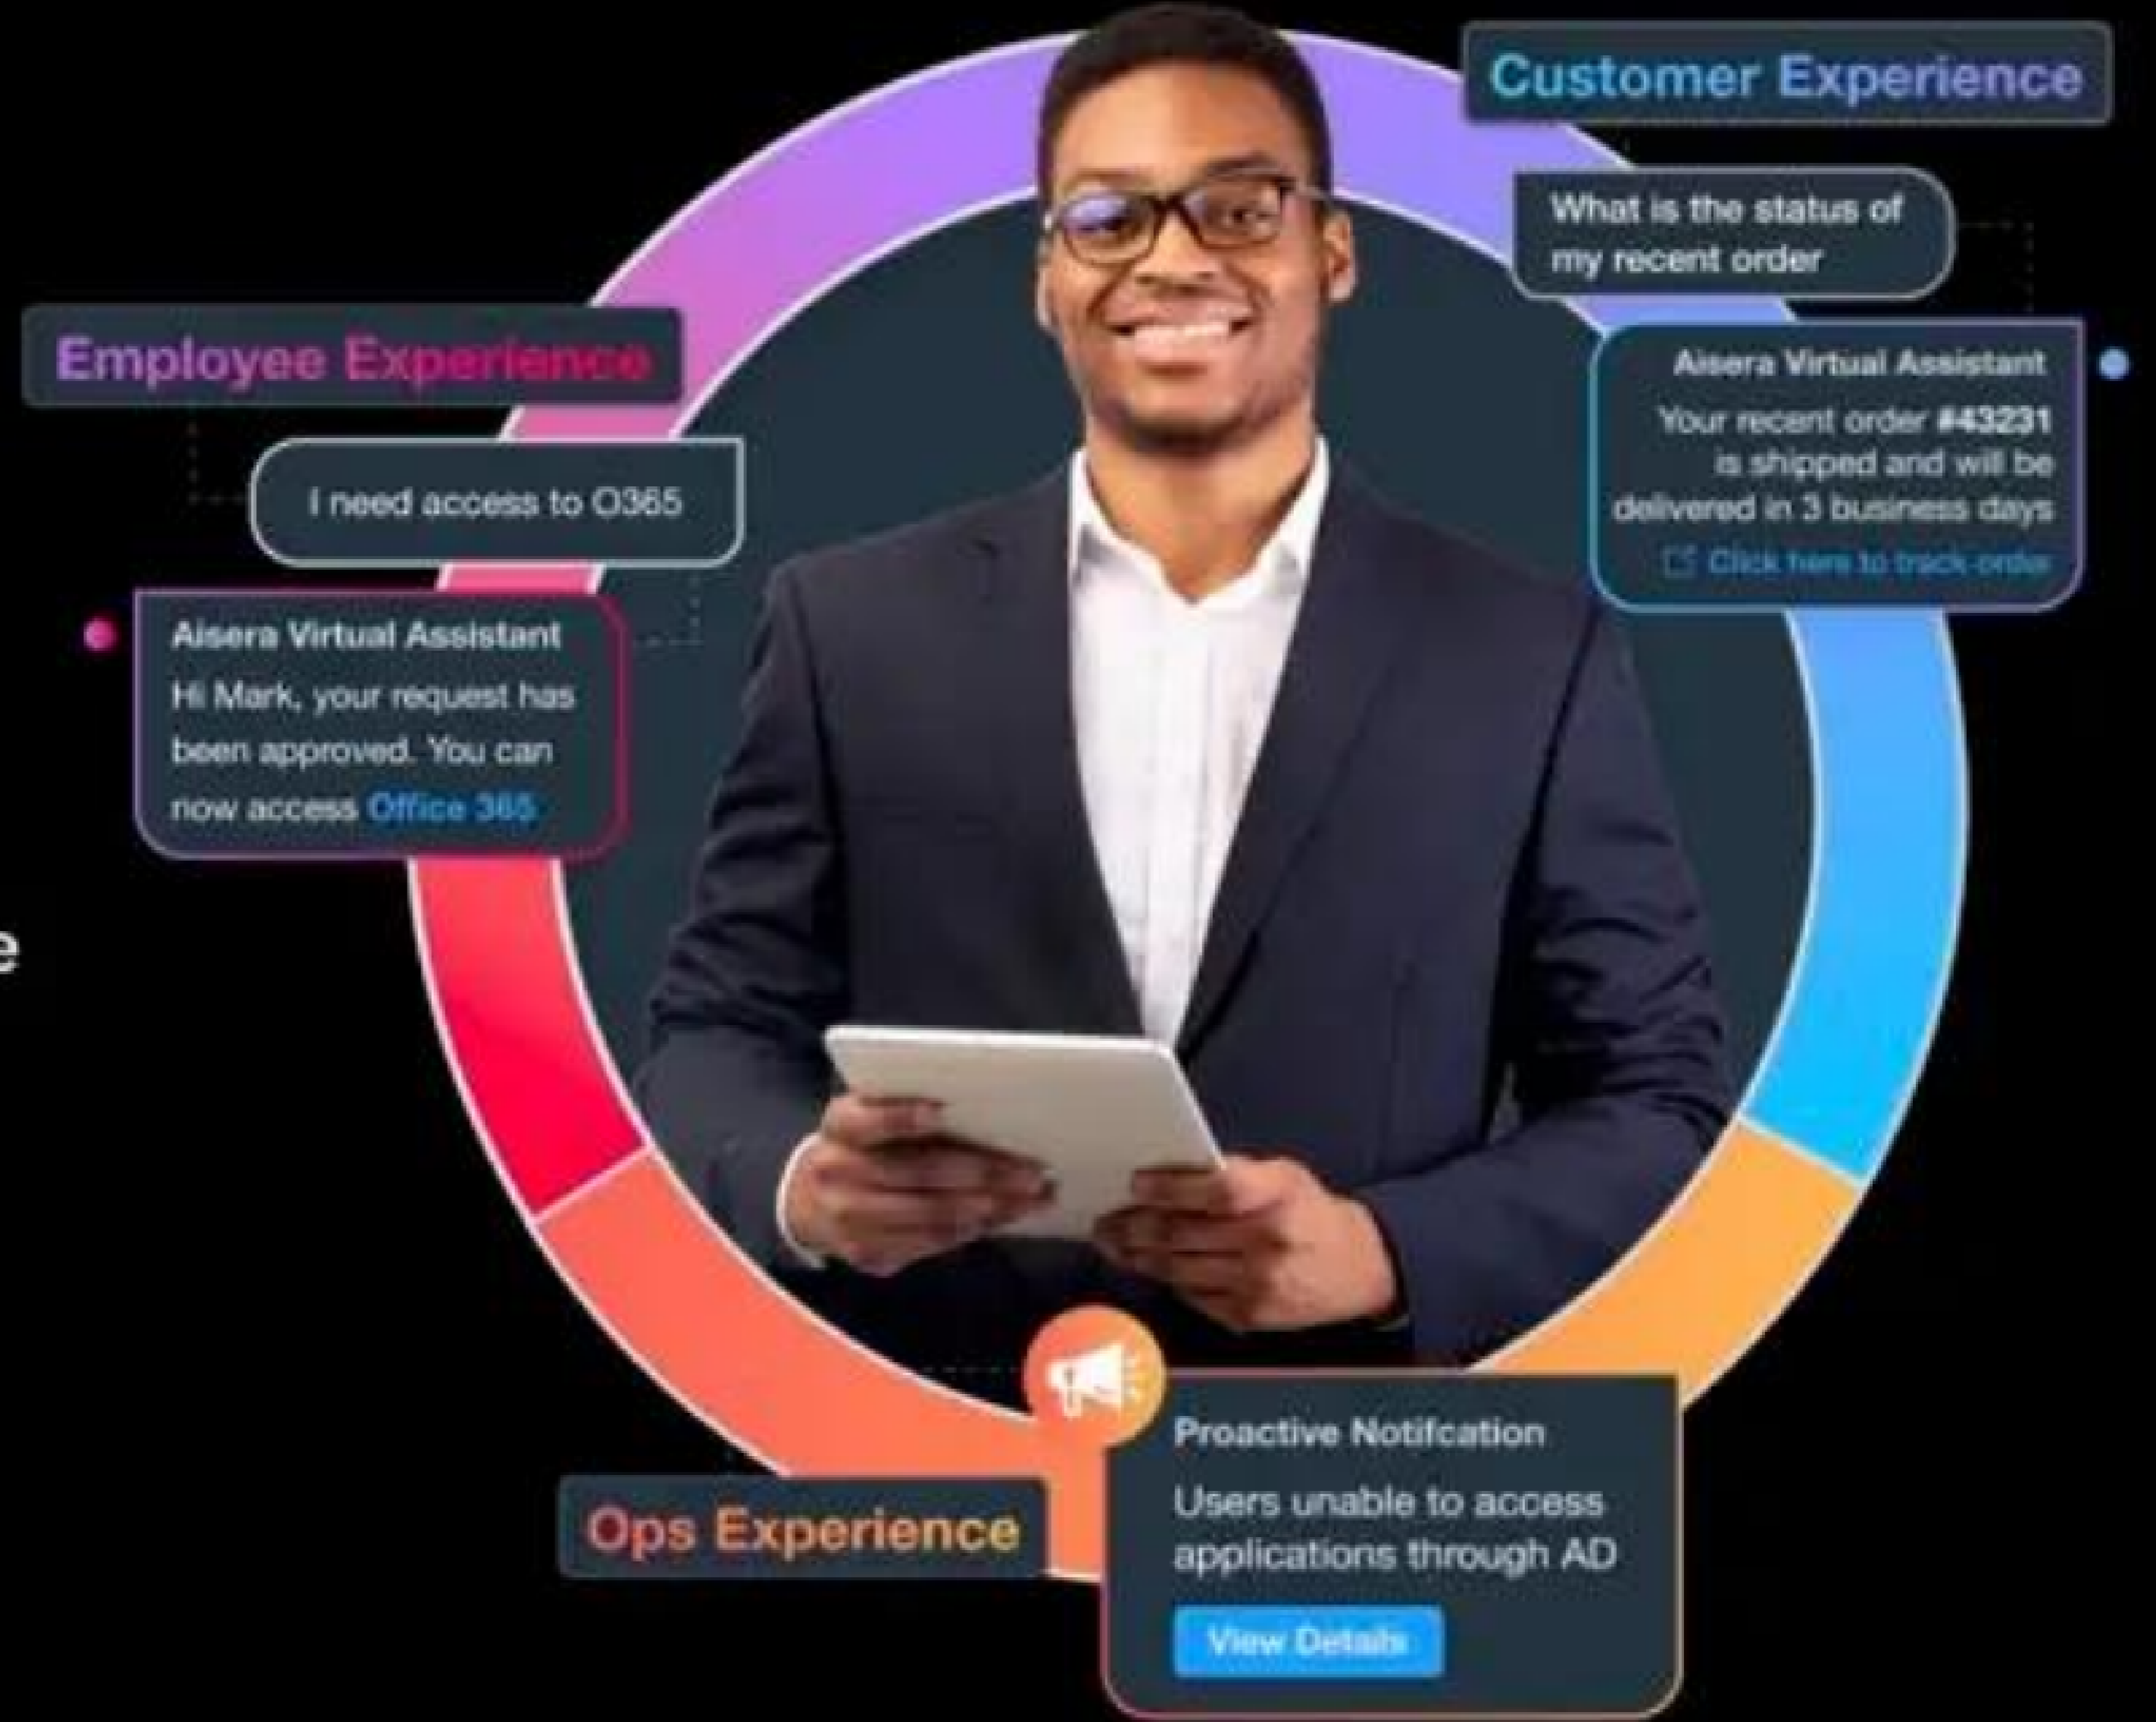 Customer Experience
What is the status of
my recent order
Aisera Virtual Assistant
Your recent order #43231
is shipped and will be
delivered in 3 business days
Click here to track order
Employee Experience
I need access to O365
Aisera Virtual Assistant
Hi Mark, your request has
been approved. You can
now access Office 365
e
Ops Experience
Proactive Notifcation
Users unable to access
applications through AD
View Details